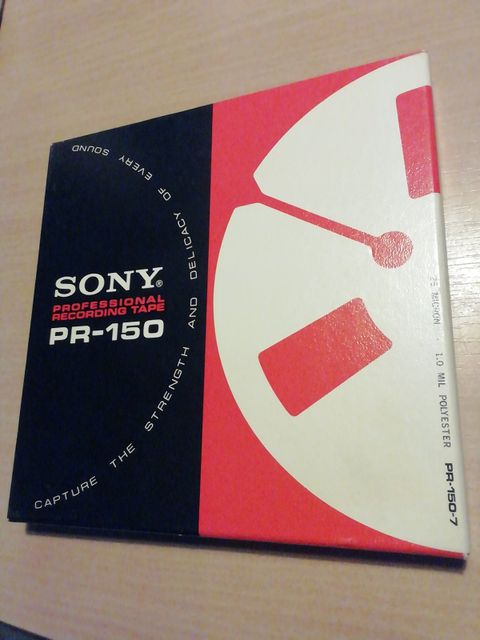 SONY®
PROFESSIONAL
RECORDING TAPE
PR-150
CAPTURE THE STRENGTH AND DELICACY OF EVERY SOUND
25 MICRON · 1.0 MIL POLYESTER PR-150-7